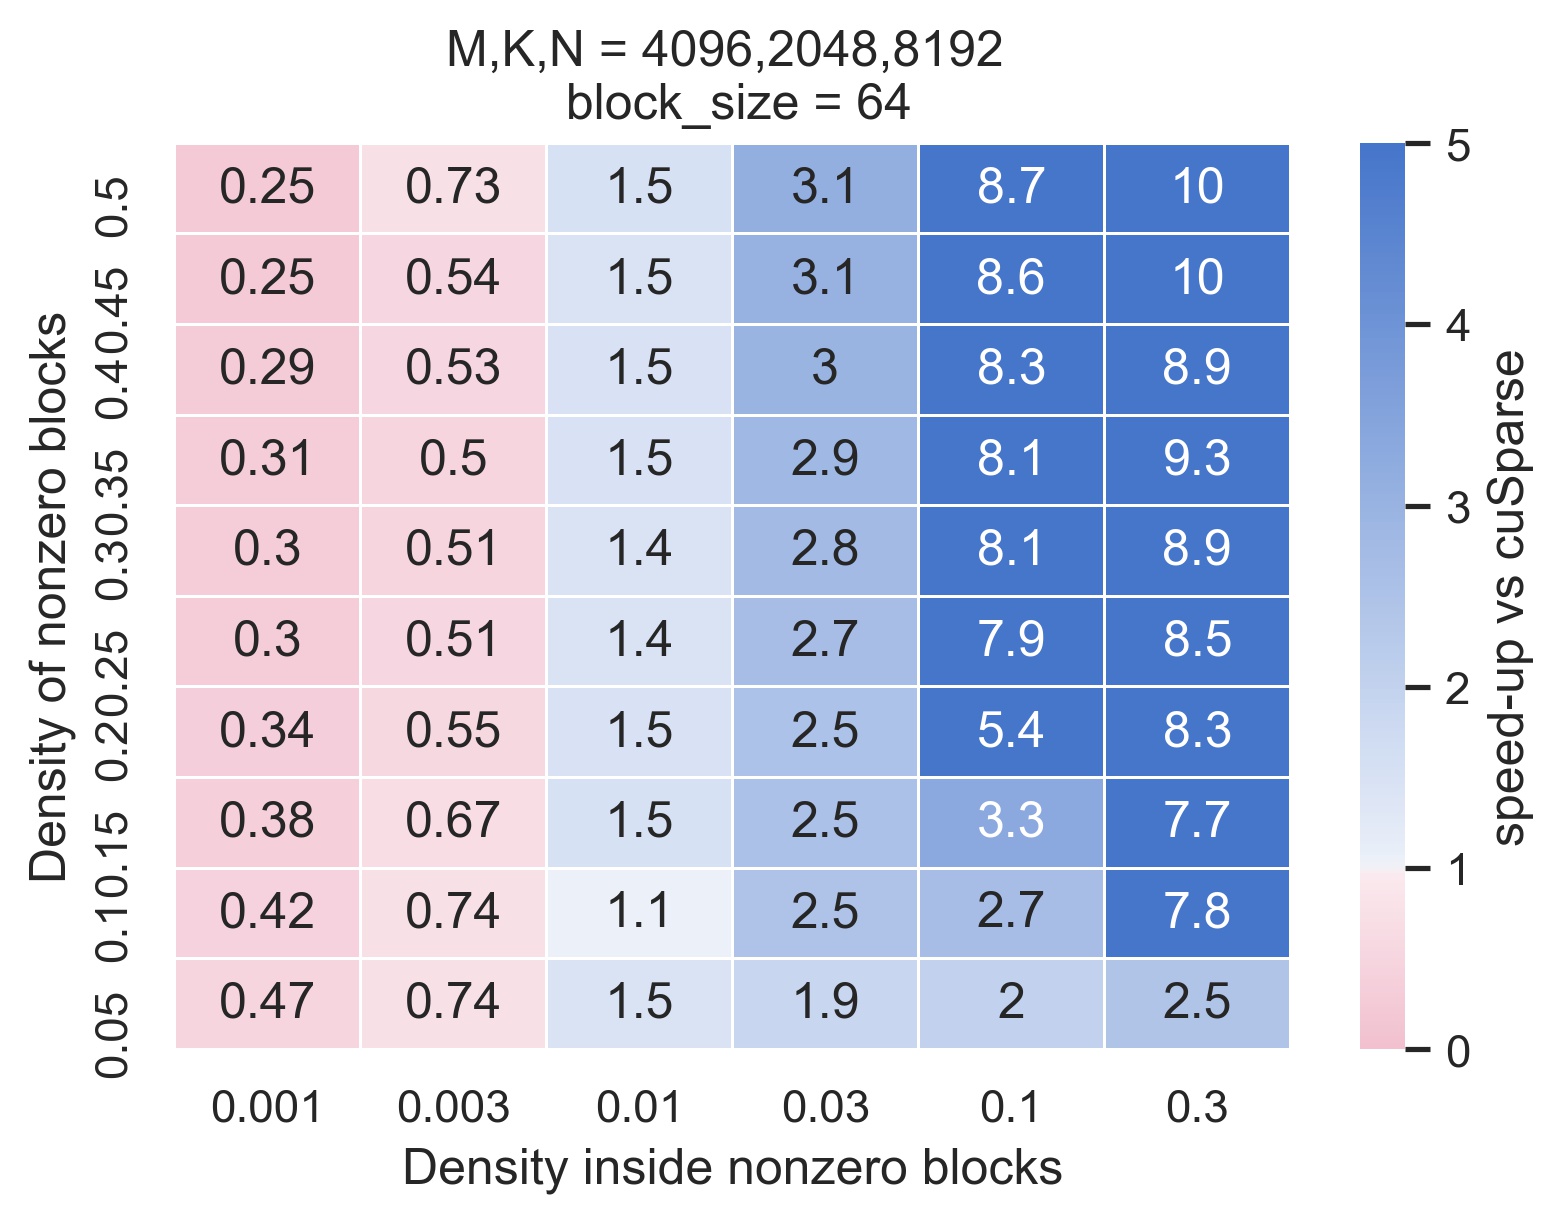 M,K,N = 4096,2048,8192
block_size = 64
Density of nonzero blocks
0.5 0.25 0.73 1.5 3.1 8.7 10
0.45 0.25 0.54 1.5 3.1 8.6 10
0.4 0.29 0.53 1.5 3 8.3 8.9
0.35 0.31 0.5 1.5 2.9 8.1 9.3
0.3 0.3 0.51 1.4 2.8 8.1 8.9
0.25 0.3 0.51 1.4 2.7 7.9 8.5
0.2 0.34 0.55 1.5 2.5 5.4 8.3
0.15 0.38 0.67 1.5 2.5 3.3 7.7
0.1 0.42 0.74 1.1 2.5 2.7 7.8
0.05 0.47 0.74 1.5 1.9 2 2.5
0.001 0.003 0.01 0.03 0.1 0.3
Density inside nonzero blocks
5
4
3
2
1
0
speed-up vs cuSparse